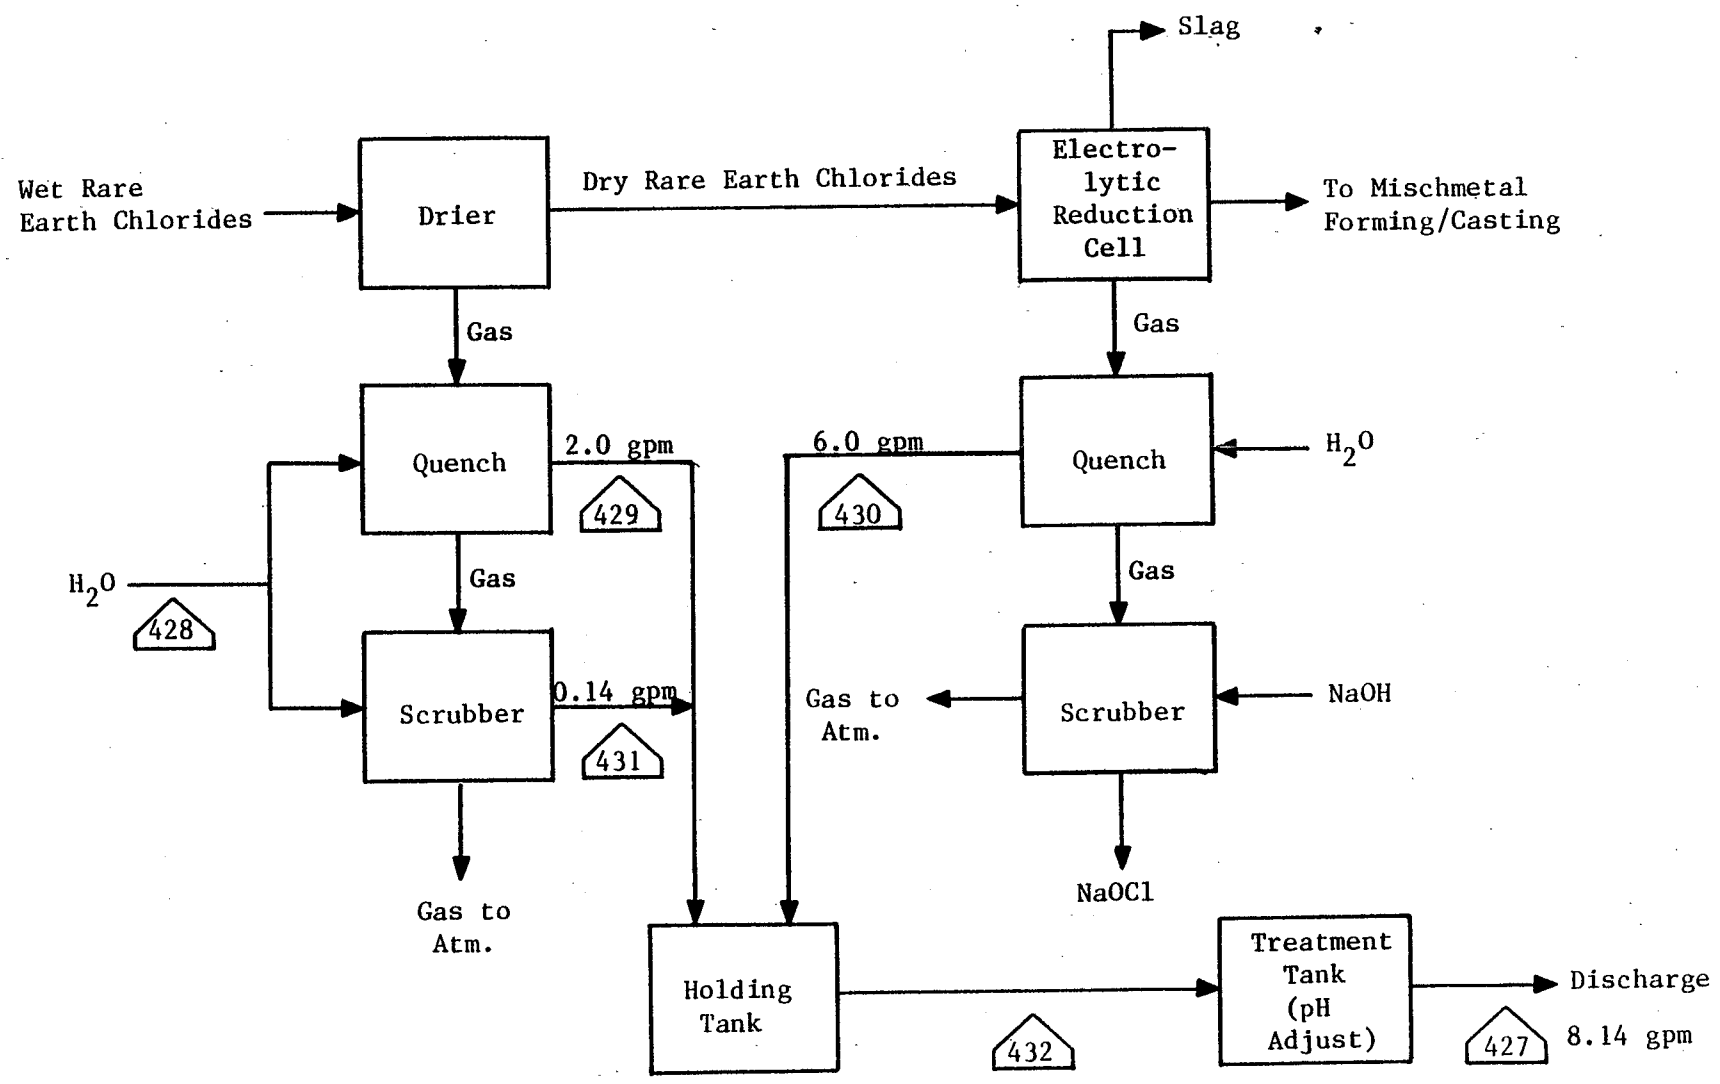 Slag
Wet Rare
Earth Chlorides
Drier
Dry Rare Earth Chlorides
Electro-
lytic
Reduction
Cell
To Mischmetal
Forming/Casting
Gas
Gas
Quench
2.0 gpm
429
6.0 gpm
430
Quench
H₂O
H₂O
428
Gas
Gas
Scrubber
0.14 gpm
431
Gas to
Atm.
Scrubber
NaOH
Gas to
Atm.
NaOCl
Holding
Tank
432
Treatment
Tank
(pH
Adjust)
Discharge
427
8.14 gpm